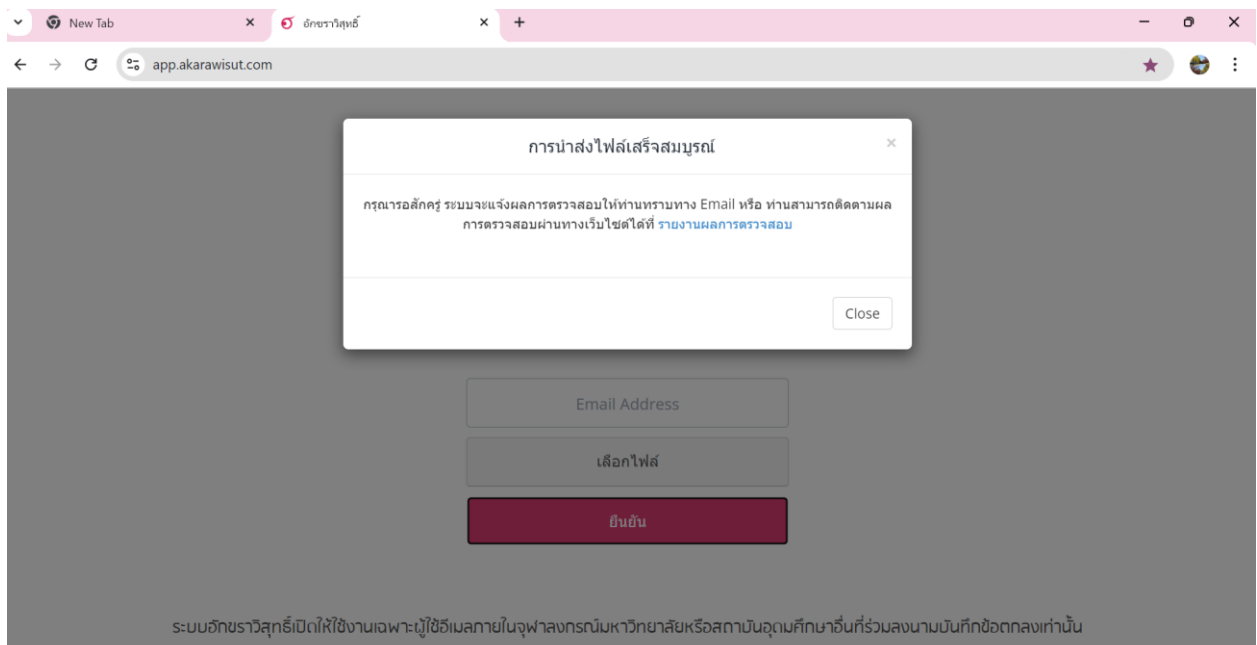 New Tab
อักขราวิสุทธิ์
app.akarawisut.com
การนำส่งไฟล์เสร็จสมบูรณ์
กรุณารอสักครู่ ระบบจะแจ้งผลการตรวจสอบให้ท่านทราบทาง Email หรือ ท่านสามารถติดตามผล
การตรวจสอบผ่านทางเว็บไซต์ได้ที่ รายงานผลการตรวจสอบ
Close
Email Address
เลือกไฟล์
ยืนยัน
ระบบอักขราวิสุทธิ์เปิดให้ใช้งานเฉพาะผู้ใช้อีเมลภายในจุฬาลงกรณ์มหาวิทยาลัยหรือสถาบันอุดมศึกษาอื่นที่ร่วมลงนามบันทึกข้อตกลงเท่านั้น